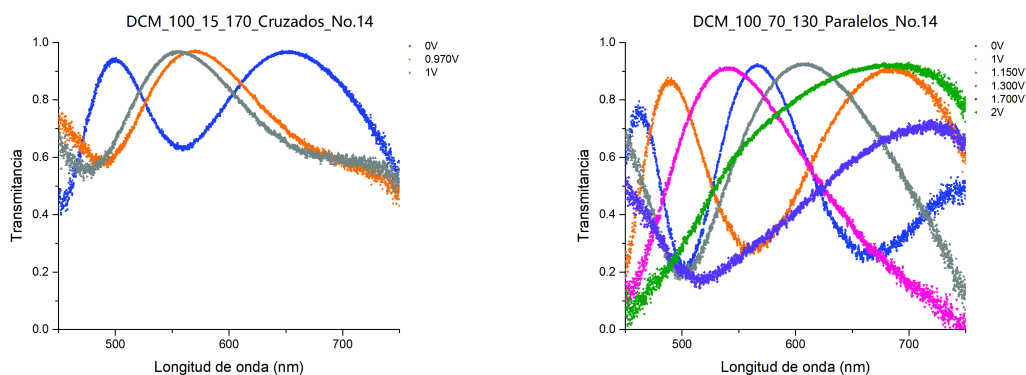 DCM_100_15_170_Cruzados_No.14
1.0
0.8
0.6
0.4
0.2
0.0
500
600
700
Transmitancia
Longitud de onda (nm)
0V
0.970V
1V
DCM_100_70_130_Paralelos_No.14
1.0
0.8
0.6
0.4
0.2
0.0
500
600
700
Transmitancia
Longitud de onda (nm)
0V
1V
1.150V
1.300V
1.700V
2V